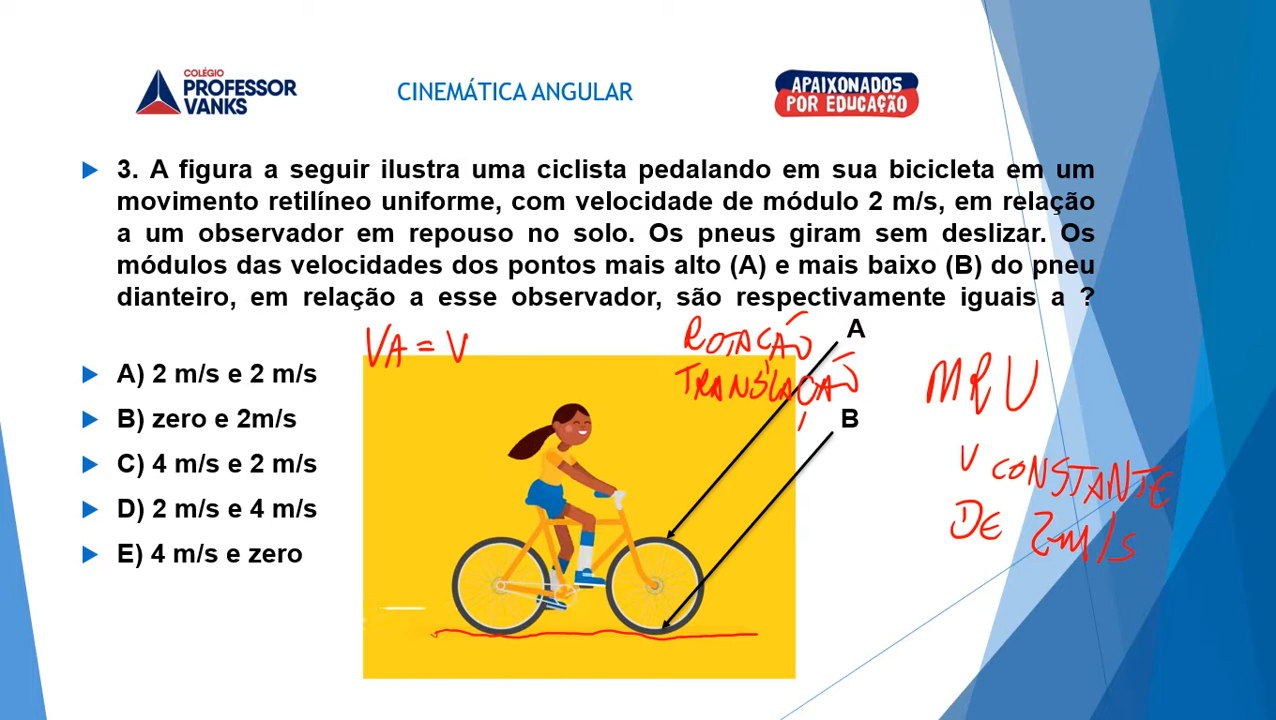 COLÉGIO
PROFESSOR
VANKS
CINEMÁTICA ANGULAR
APAIXONADOS
POR EDUCAÇÃO
3. A figura a seguir ilustra uma ciclista pedalando em sua bicicleta em um
movimento retilíneo uniforme, com velocidade de módulo 2 m/s, em relação
a um observador em repouso no solo. Os pneus giram sem deslizar. Os
módulos das velocidades dos pontos mais alto (A) e mais baixo (B) do pneu
dianteiro, em relação a esse observador, são respectivamente iguais a ?
VA = V
ROTAÇÃO
TRANSLAÇÃO
A
B
A) 2 m/s e 2 m/s
B) zero e 2m/s
C) 4 m/s e 2 m/s
D) 2 m/s e 4 m/s
E) 4 m/s e zero
MRU
V CONSTANTE
DE 2m/s